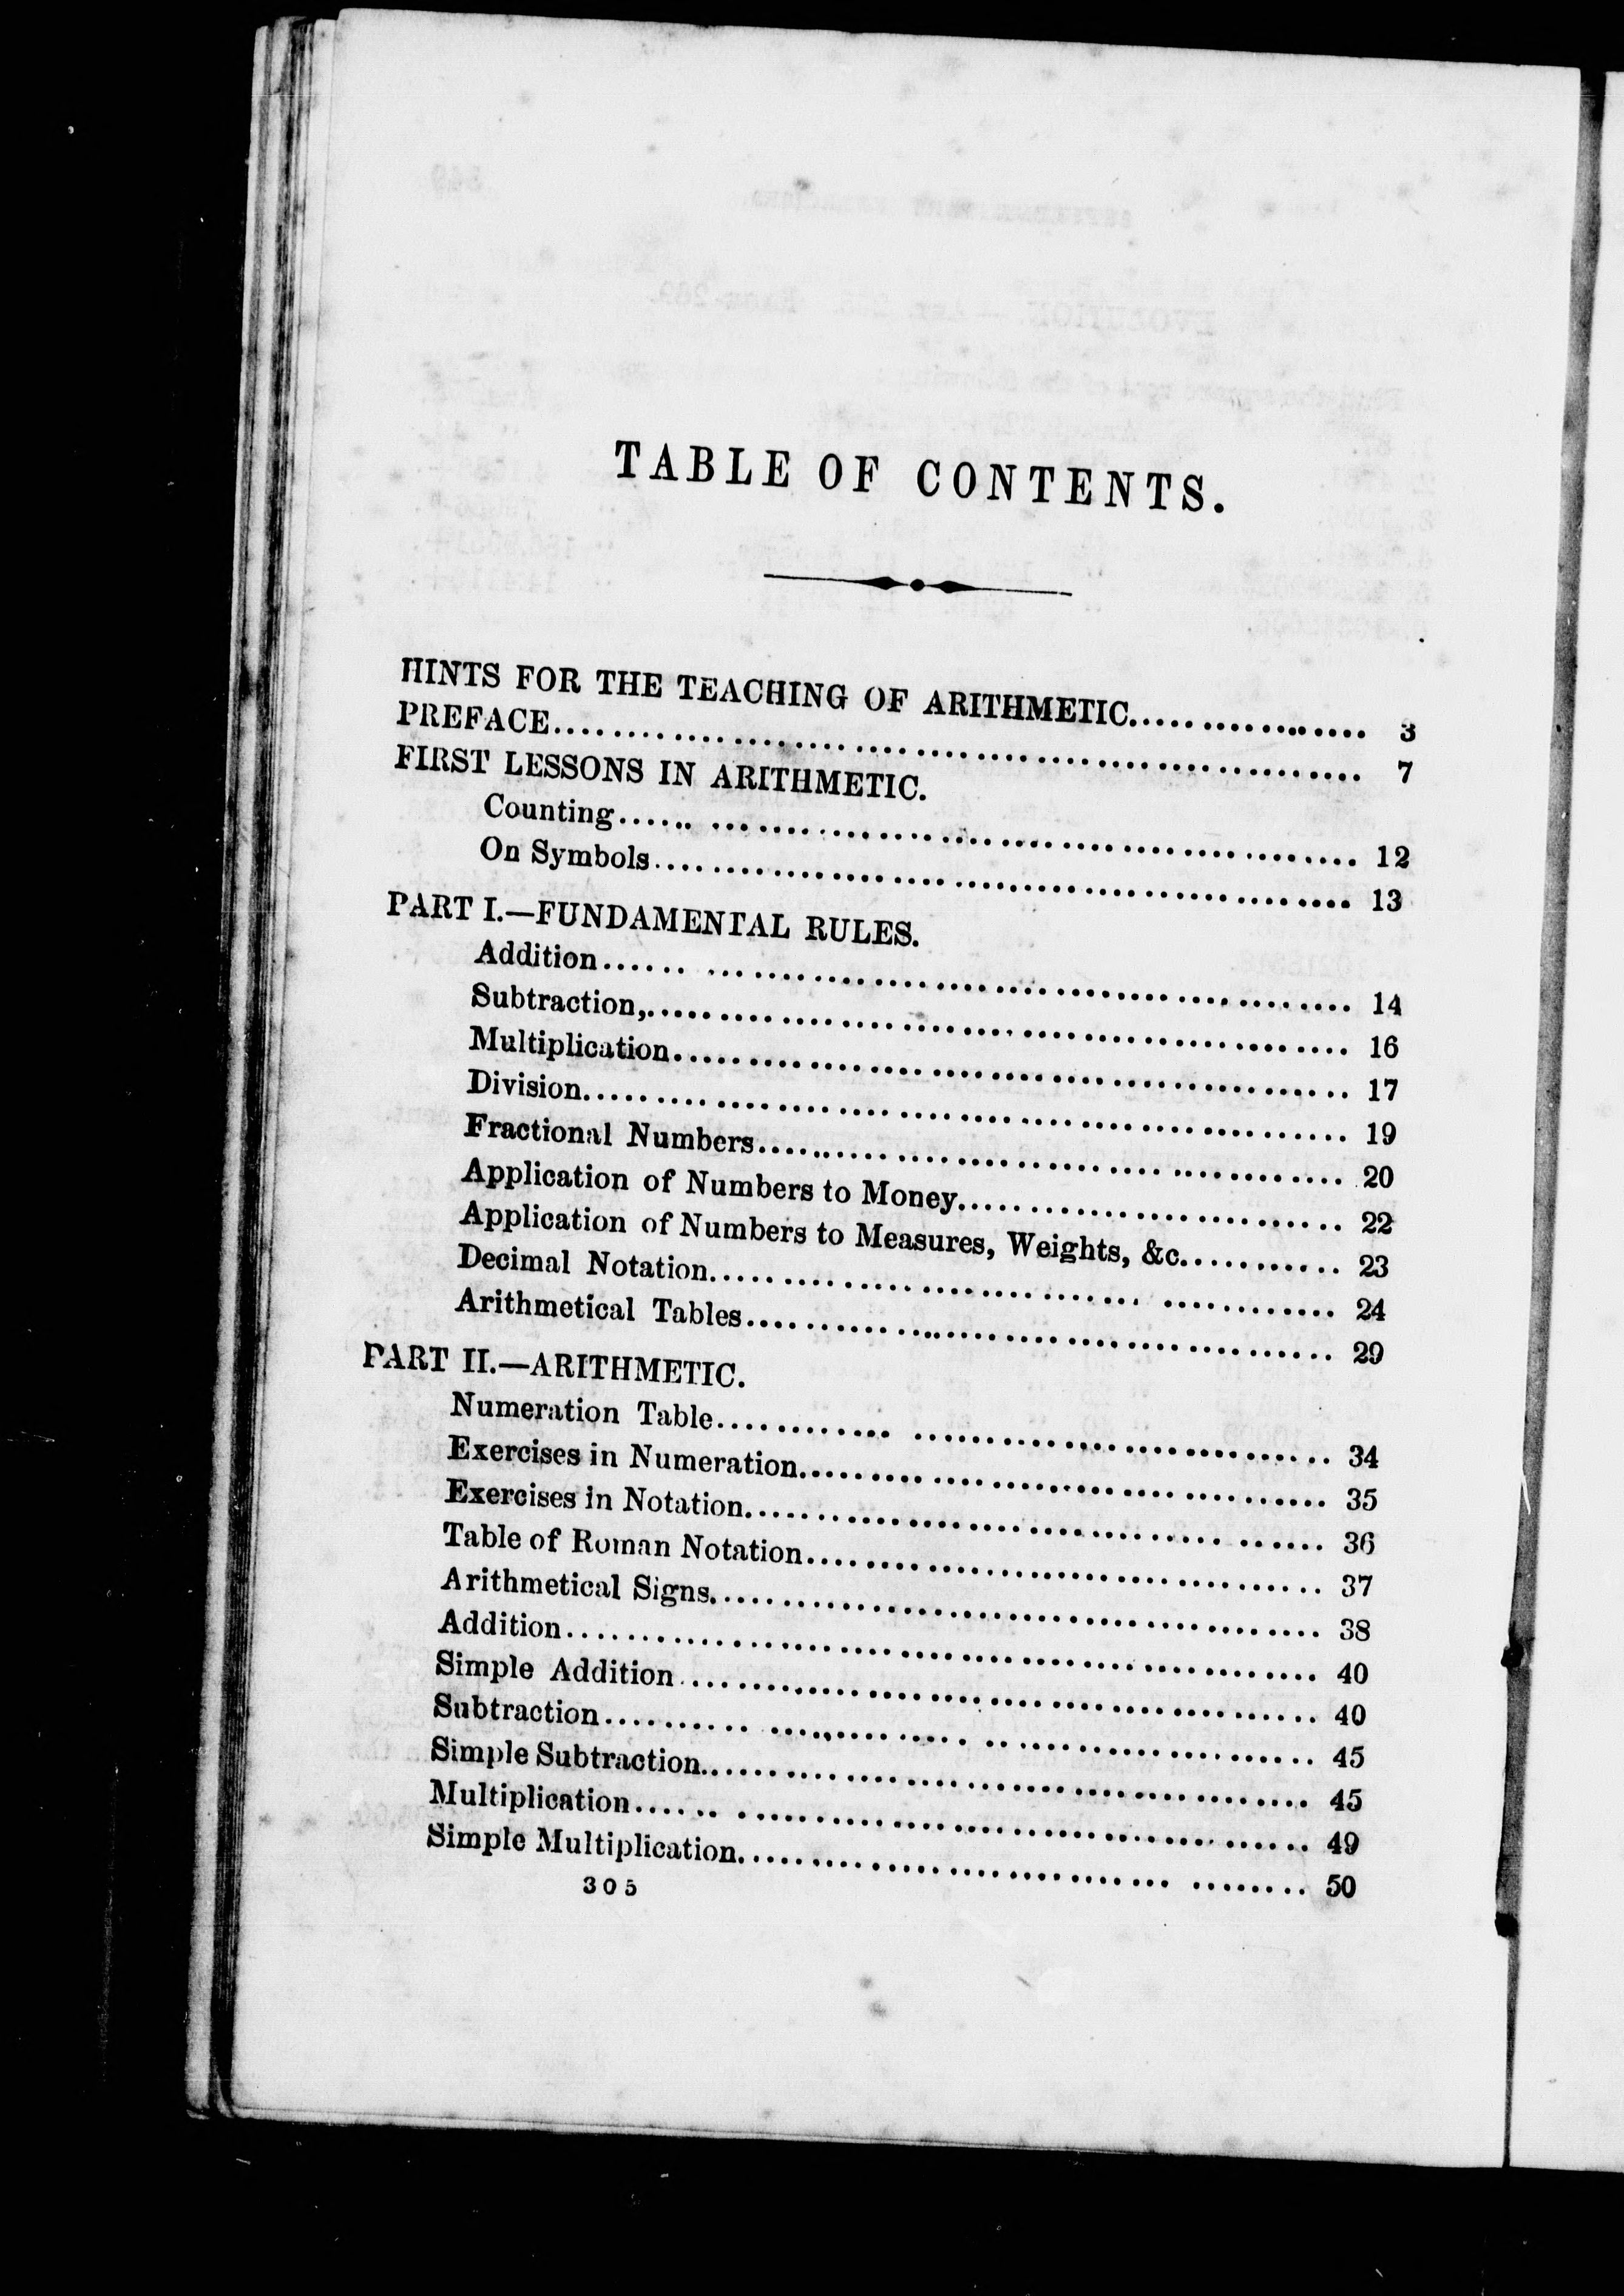 TABLE OF CONTENTS.
HINTS FOR THE TEACHING OF ARITHMETIC.................... 3
PREFACE.................................................... 7
FIRST LESSONS IN ARITHMETIC.
Counting.................................................. 12
On Symbols................................................ 13
PART I.—FUNDAMENTAL RULES.
Addition.................................................. 14
Subtraction,.............................................. 16
Multiplication............................................ 17
Division.................................................. 19
Fractional Numbers........................................ 20
Application of Numbers to Money........................... 22
Application of Numbers to Measures, Weights, &c........... 23
Decimal Notation.......................................... 24
Arithmetical Tables....................................... 29
PART II.—ARITHMETIC.
Numeration Table.......................................... 34
Exercises in Numeration................................... 35
Exercises in Notation..................................... 36
Table of Roman Notation................................... 37
Arithmetical Signs........................................ 38
Addition.................................................. 40
Simple Addition........................................... 40
Subtraction............................................... 45
Simple Subtraction........................................ 45
Multiplication............................................ 49
Simple Multiplication..................................... 50
305